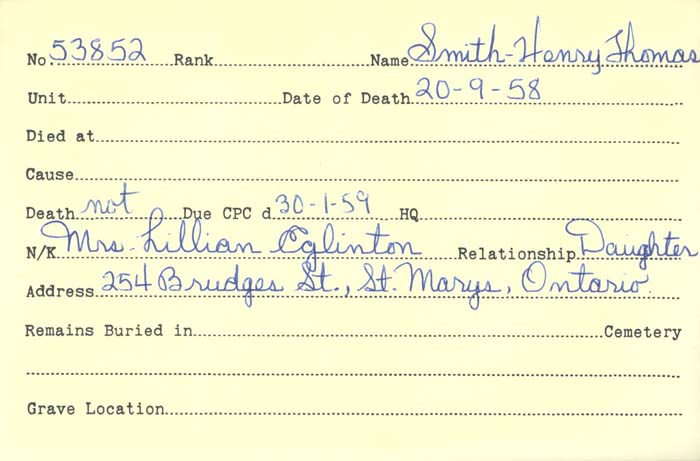 No 53852 Rank Name Smith-Henry Thomas
Unit Date of Death 20-9-58
Died at
Cause
Death not Due CPC d 30-1-59 HQ
N/K Mrs. Lillian Eglinton Relationship Daughter
Address 254 Brudges St., St. Marys, Ontario.
Remains Buried in Cemetery
Grave Location